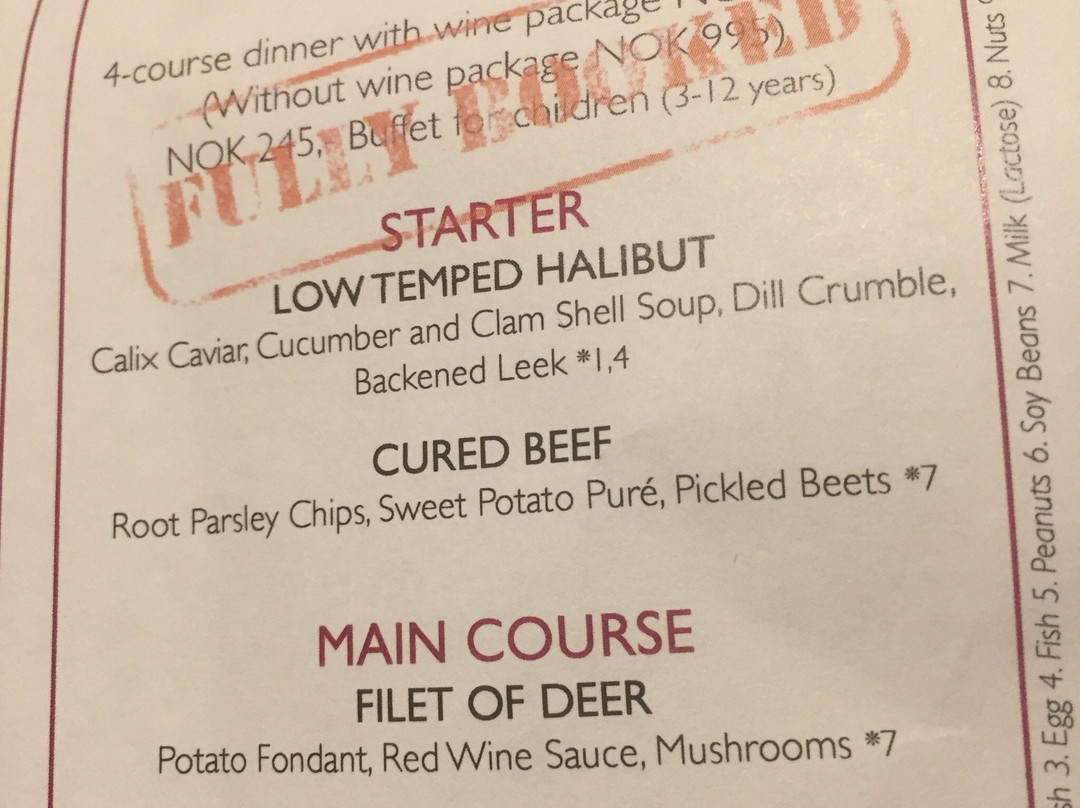 4-course dinner with wine package
(Without wine package NOK 995)
NOK 245,- Buffet for children (3-12 years)
FULLY BOOKED
STARTER
LOW TEMPED HALIBUT
Calix Caviar, Cucumber and Clam Shell Soup, Dill Crumble,
Backened Leek *1,4
CURED BEEF
Root Parsley Chips, Sweet Potato Puré, Pickled Beets *7
MAIN COURSE
FILET OF DEER
Potato Fondant, Red Wine Sauce, Mushrooms *7
3. Egg 4. Fish 5. Peanuts 6. Soy Beans 7. Milk (Lactose) 8. Nuts